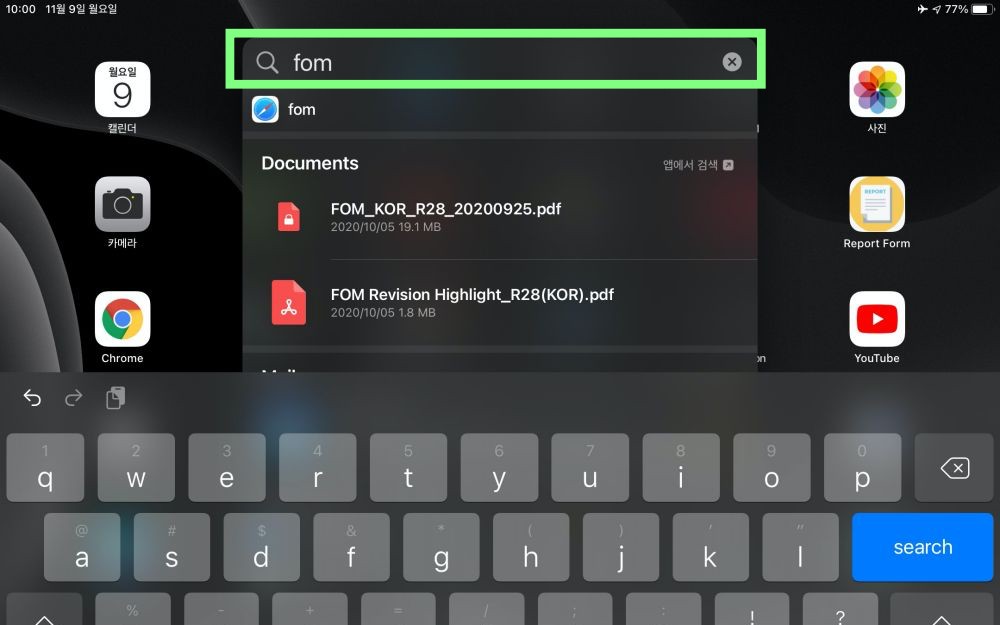 10:00 11월 9일 월요일
77%
fom
fom
월요일
9
캘린더
사진
Documents
앱에서 검색
FOM_KOR_R28_20200925.pdf
2020/10/05 19.1 MB
카메라
REPORT
Report Form
FOM Revision Highlight_R28(KOR).pdf
2020/10/05 1.8 MB
Chrome
YouTube
1 2 3 4 5 6 7 8 9 0
q w e r t y u i o p
@ # $ & * ( ) ' "
a s d f g h j k l search
% - + = / ; : ! ?